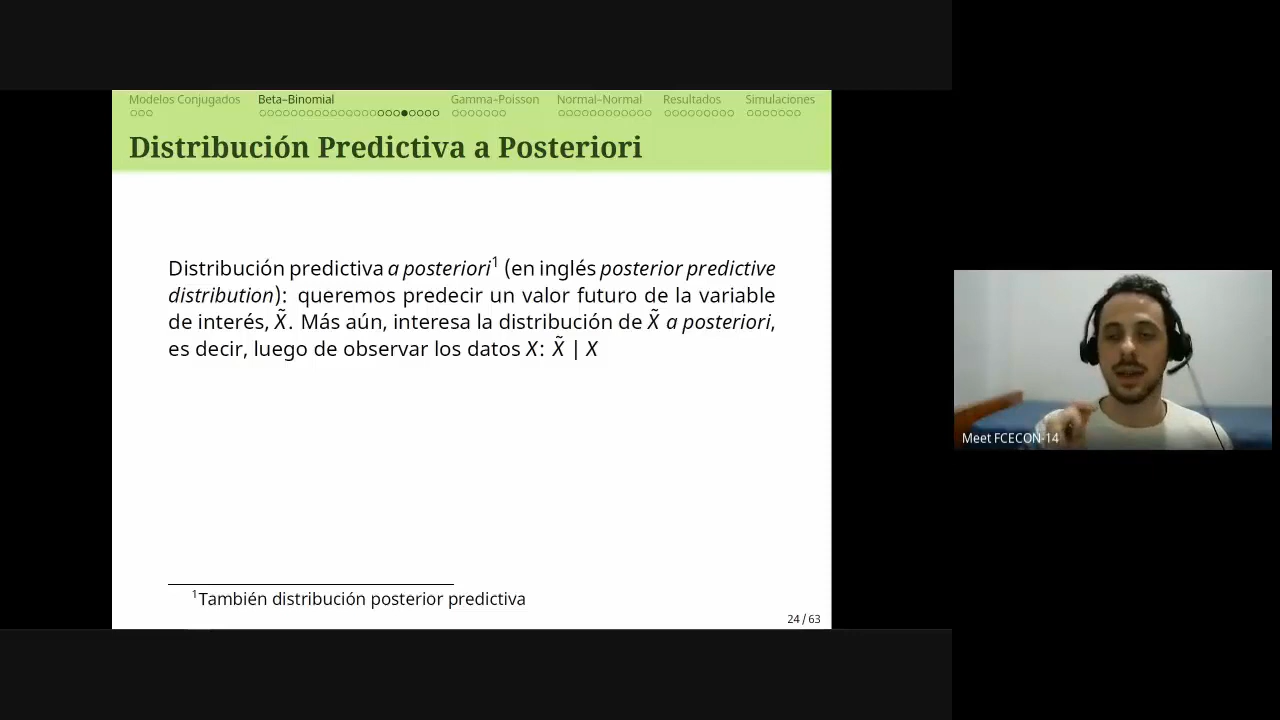 Modelos Conjugados Beta–Binomial Gamma–Poisson Normal–Normal Resultados Simulaciones
Distribución Predictiva a Posteriori
Distribución predictiva a posteriori¹ (en inglés posterior predictive
distribution): queremos predecir un valor futuro de la variable
de interés, X̃. Más aún, interesa la distribución de X̃ a posteriori,
es decir, luego de observar los datos X: X̃ | X
¹También distribución posterior predictiva
24 / 63
Meet FCECON-14